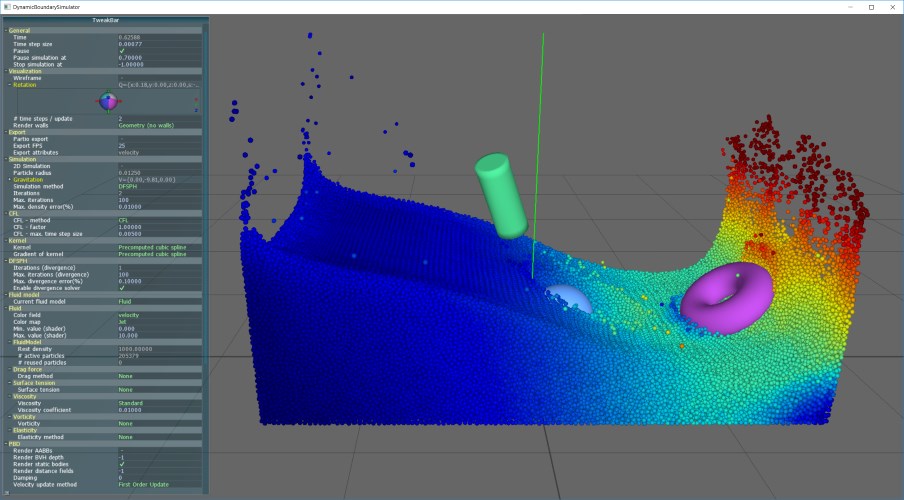 DynamicBoundarySimulator
TweakBar
General
Time 0.62588
Time step size 0.00077
Pause
Pause simulation at 0.70000
Stop simulation at -1.00000
Visualization
Wireframe -
Rotation
# time steps / update 2
Render walls Geometry (no walls)
Export
Partio export -
Export FPS 25
Export attributes velocity
Simulation
2D Simulation -
Particle radius 0.01250
Gravitation V={0.00,-9.81,0.00}
Simulation method DFSPH
Iterations 2
Max. iterations 100
Max. density error(%) 0.01000
CFL
CFL - method CFL
CFL - factor 1.00000
CFL - max. time step size 0.00500
Kernel
Kernel Precomputed cubic spline
Gradient of kernel Precomputed cubic spline
DFSPH
Iterations (divergence) 1
Max. iterations (divergence) 100
Max. divergence error(%) 0.10000
Enable divergence solver
Fluid model
Current fluid model Fluid
Fluid
Color field velocity
Color map Jet
Min. value (shader) 0.000
Max. value (shader) 10.000
FluidModel
Rest density 1000.00000
# active particles
# reused particles 0
Drag force
Drag method None
Surface tension
Surface tension None
Viscosity
Viscosity Standard
Viscosity coefficient 0.01000
Vorticity
Vorticity None
Elasticity
Elasticity method None
PBD
Render AABBs -
Render BVH depth -1
Render static bodies
Render distance fields -1
Damping 0
Velocity update method First Order Update